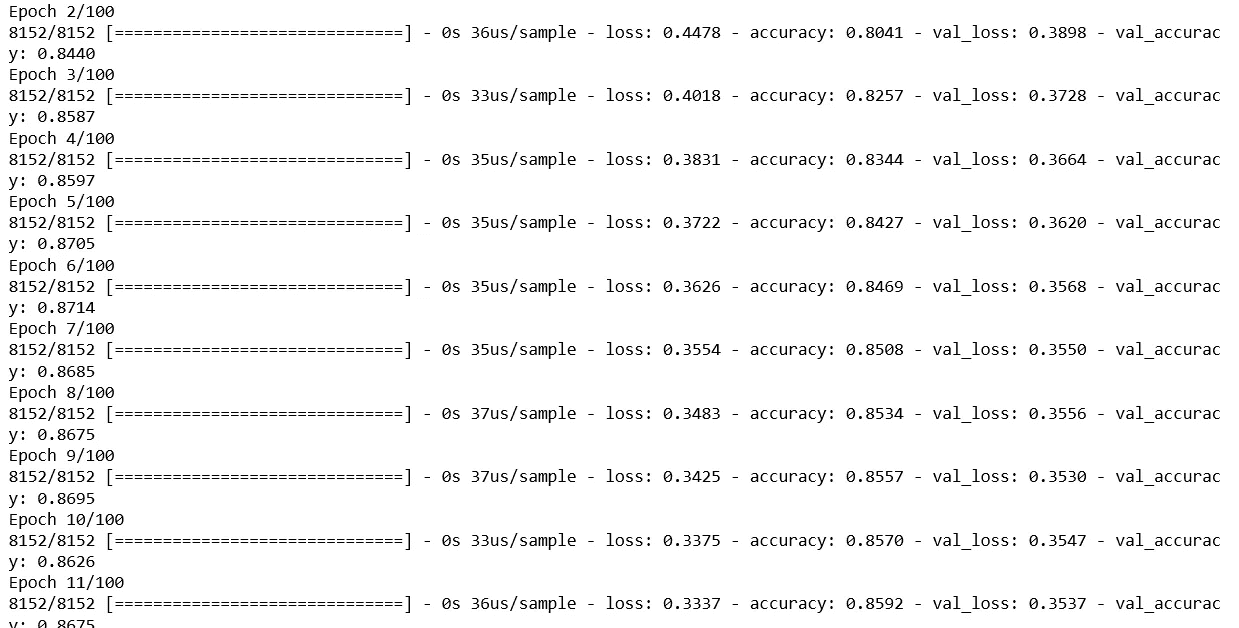 Epoch 2/100
8152/8152 [==============================] - 0s 36us/sample - loss: 0.4478 - accuracy: 0.8041 - val_loss: 0.3898 - val_accurac
y: 0.8440
Epoch 3/100
8152/8152 [==============================] - 0s 33us/sample - loss: 0.4018 - accuracy: 0.8257 - val_loss: 0.3728 - val_accurac
y: 0.8587
Epoch 4/100
8152/8152 [==============================] - 0s 35us/sample - loss: 0.3831 - accuracy: 0.8344 - val_loss: 0.3664 - val_accurac
y: 0.8597
Epoch 5/100
8152/8152 [==============================] - 0s 35us/sample - loss: 0.3722 - accuracy: 0.8427 - val_loss: 0.3620 - val_accurac
y: 0.8705
Epoch 6/100
8152/8152 [==============================] - 0s 35us/sample - loss: 0.3626 - accuracy: 0.8469 - val_loss: 0.3568 - val_accurac
y: 0.8714
Epoch 7/100
8152/8152 [==============================] - 0s 35us/sample - loss: 0.3554 - accuracy: 0.8508 - val_loss: 0.3550 - val_accurac
y: 0.8685
Epoch 8/100
8152/8152 [==============================] - 0s 37us/sample - loss: 0.3483 - accuracy: 0.8534 - val_loss: 0.3556 - val_accurac
y: 0.8675
Epoch 9/100
8152/8152 [==============================] - 0s 37us/sample - loss: 0.3425 - accuracy: 0.8557 - val_loss: 0.3530 - val_accurac
y: 0.8695
Epoch 10/100
8152/8152 [==============================] - 0s 33us/sample - loss: 0.3375 - accuracy: 0.8570 - val_loss: 0.3547 - val_accurac
y: 0.8626
Epoch 11/100
8152/8152 [==============================] - 0s 36us/sample - loss: 0.3337 - accuracy: 0.8592 - val_loss: 0.3537 - val_accurac
y: 0.8675